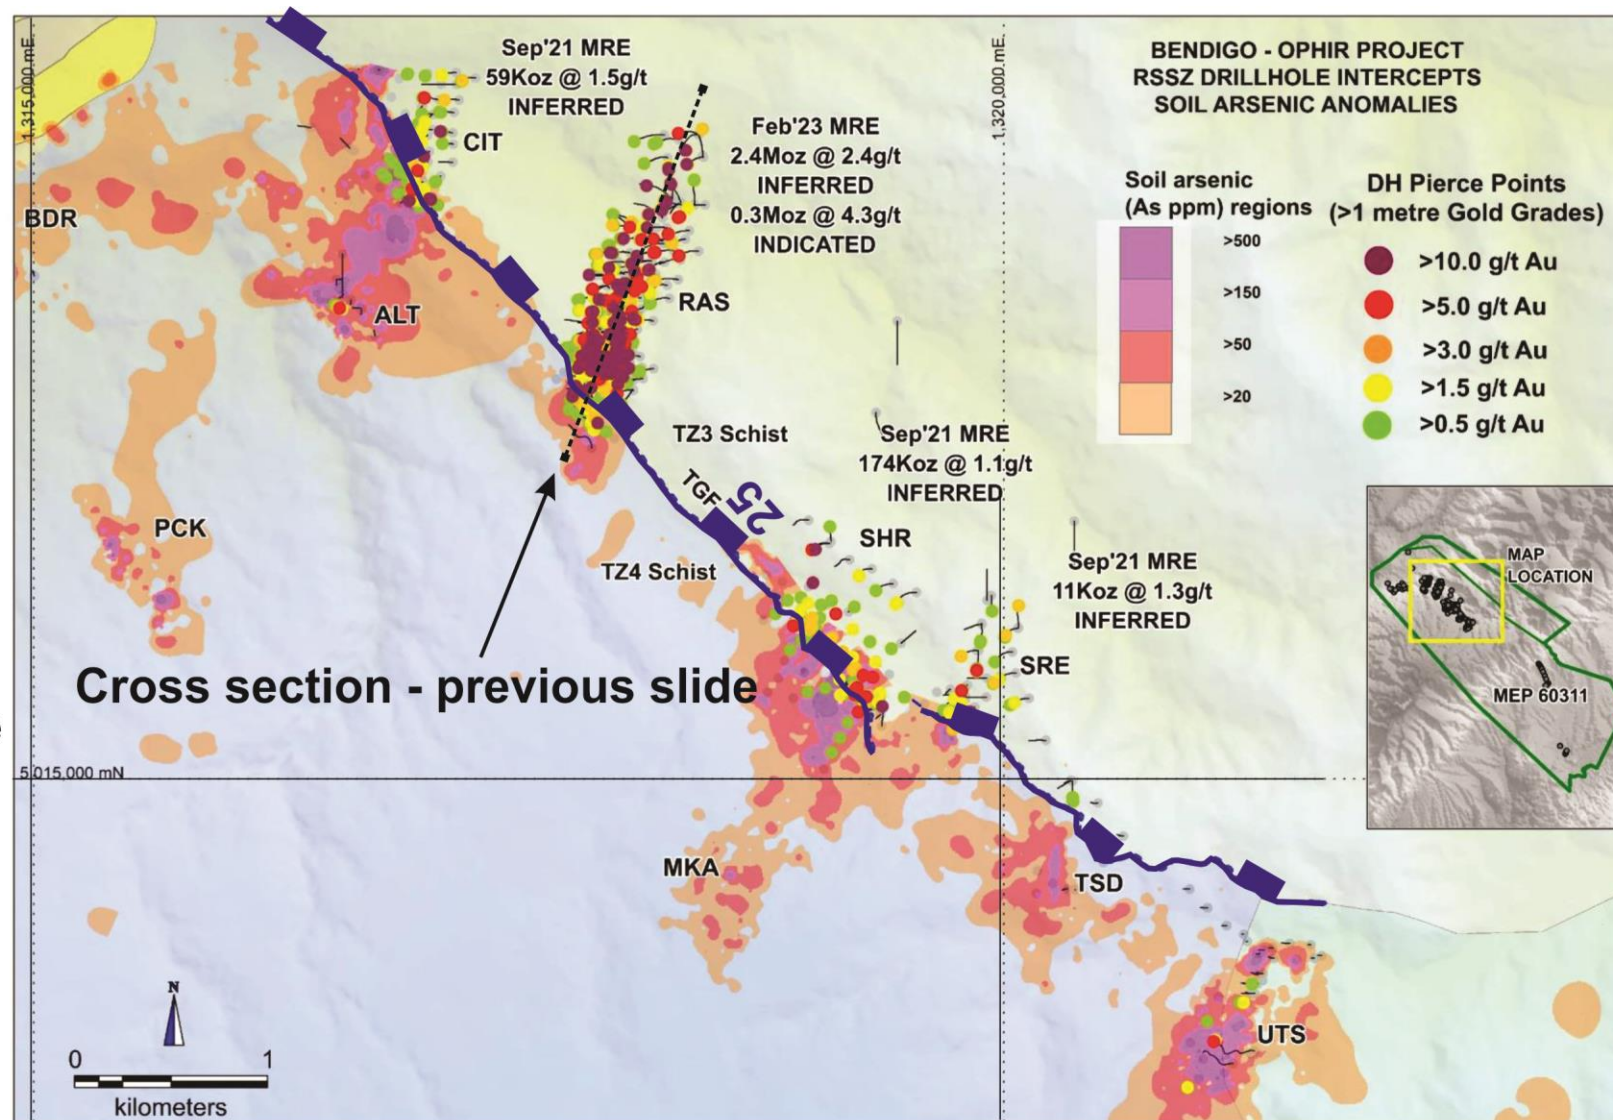 BENDIGO - OPHIR PROJECT
RSSZ DRILLHOLE INTERCEPTS
SOIL ARSENIC ANOMALIES
1,315,000.mE.
1,320,000.mE.
Sep'21 MRE
59Koz @ 1.5g/t
INFERRED
CIT
Feb'23 MRE
2.4Moz @ 2.4g/t
INFERRED
0.3Moz @ 4.3g/t
INDICATED
Soil arsenic
(As ppm) regions
>500
>150
>50
>20
DH Pierce Points
(>1 metre Gold Grades)
>10.0 g/t Au
>5.0 g/t Au
>3.0 g/t Au
>1.5 g/t Au
>0.5 g/t Au
BDR
ALT
RAS
TZ3 Schist
Sep'21 MRE
174Koz @ 1.1g/t
INFERRED
TGF
25
PCK
SHR
TZ4 Schist
Sep'21 MRE
11Koz @ 1.3g/t
INFERRED
MAP
LOCATION
MEP 60311
SRE
Cross section - previous slide
5,015,000 mN
MKA
TSD
UTS
N
0 1
kilometers